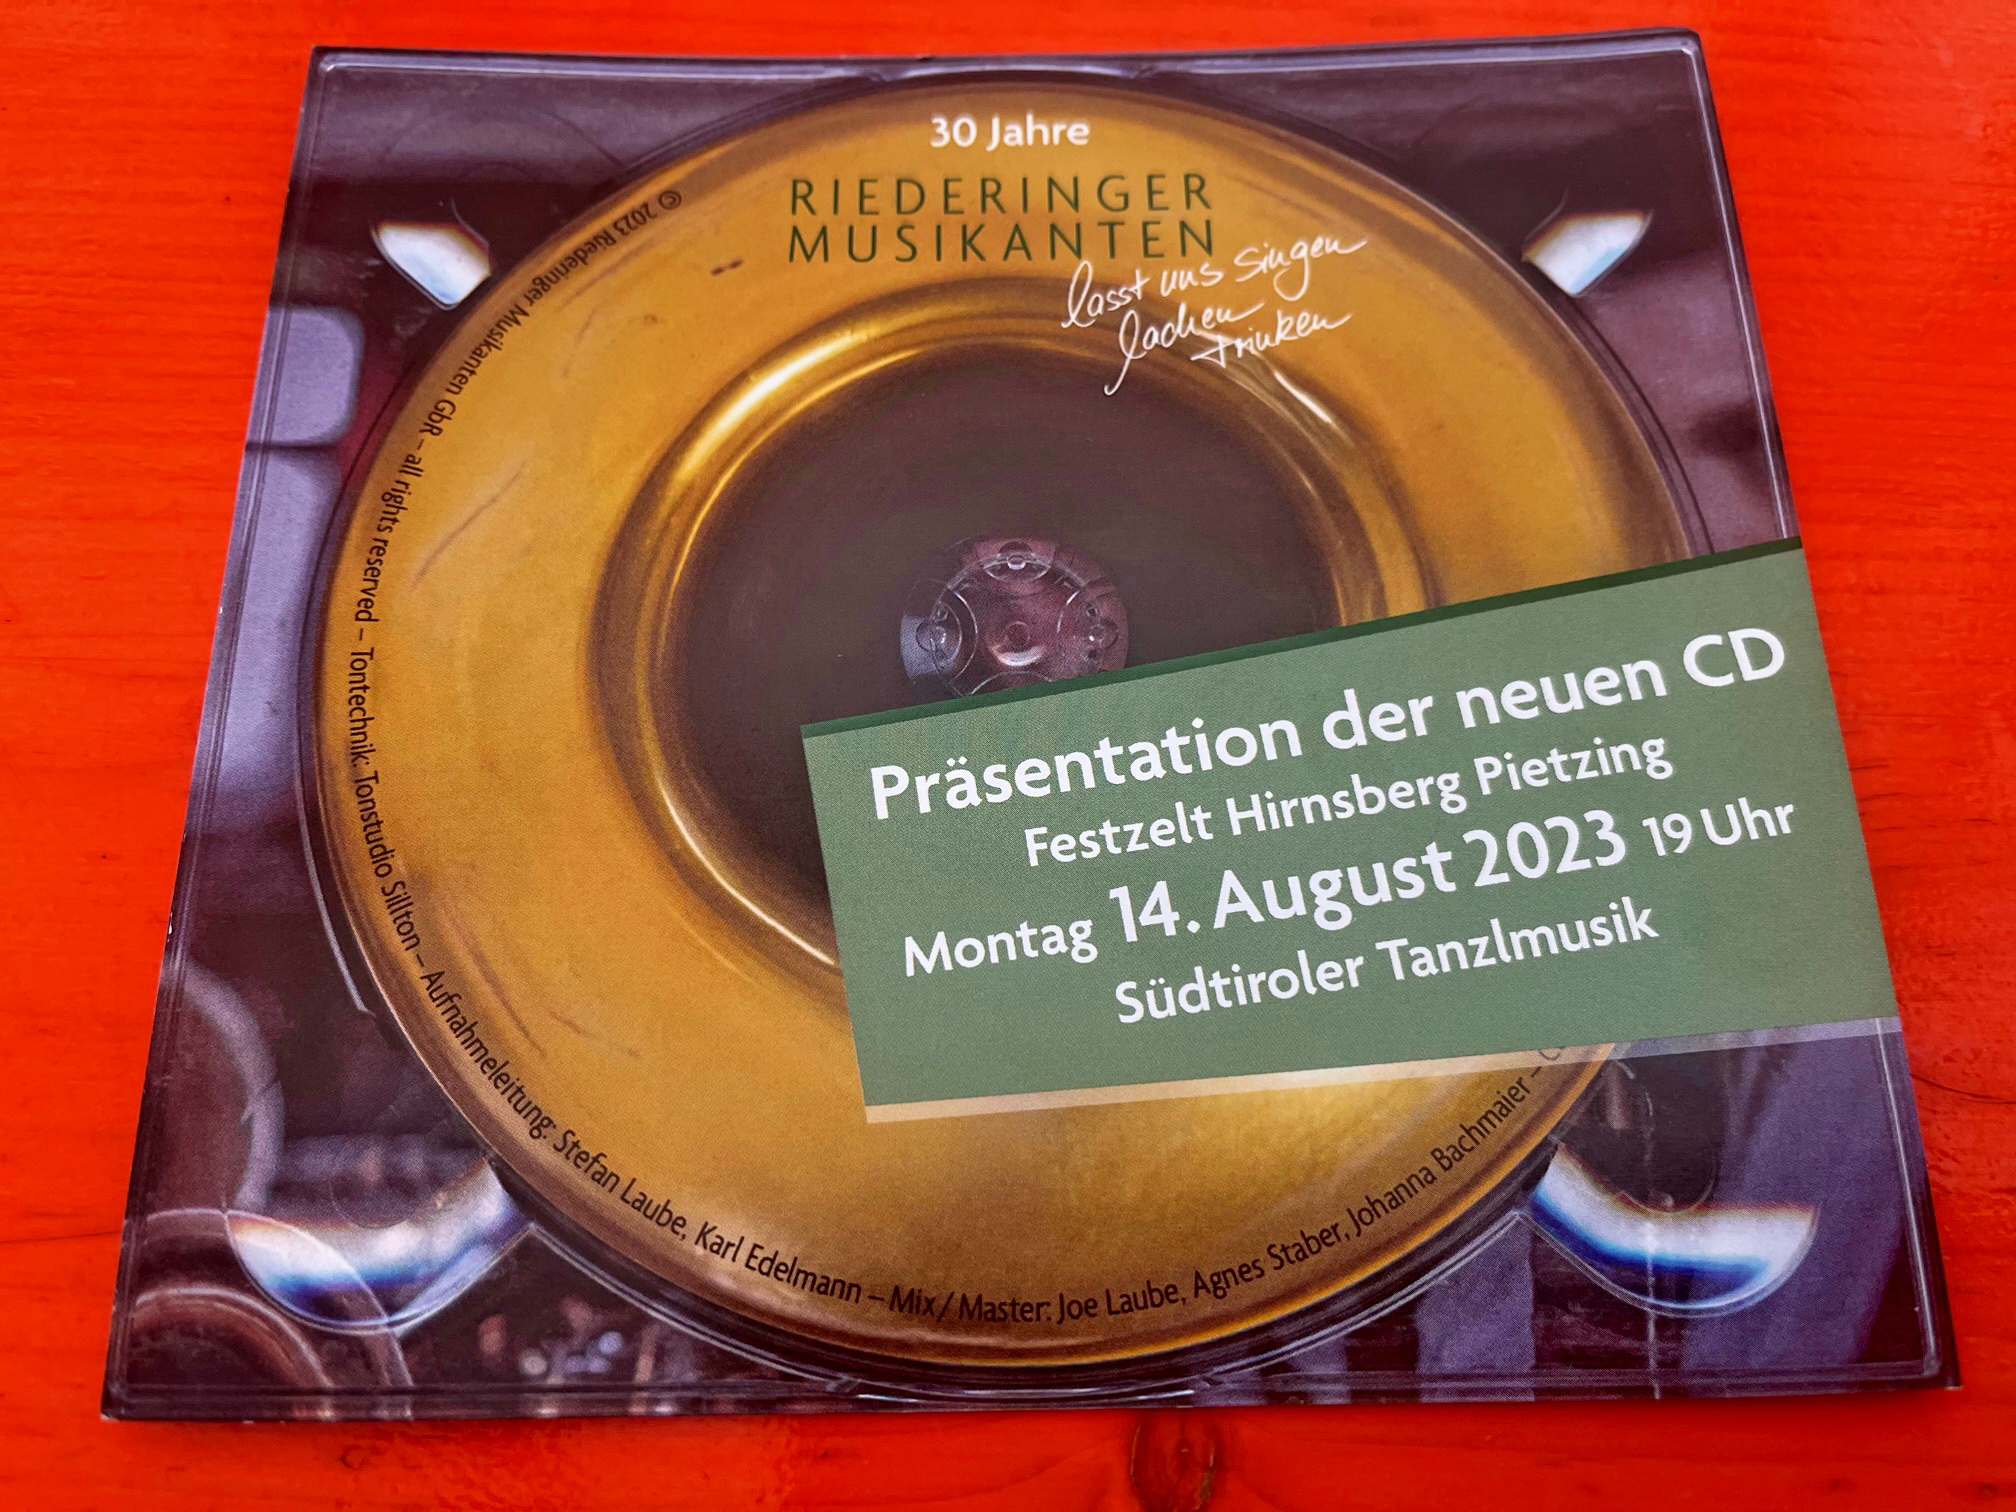 30 Jahre
RIEDERINGER
MUSIKANTEN
lasst uns singen
lachen
trinken
© 2023 Riederinger Musikanten GbR – all rights reserved – Tontechnik: Tonstudio Sillton – Aufnahmeleitung: Stefan Laube, Karl Edelmann – Mix/Master: Joe Laube, Agnes Staber, Johanna Bachmaier –
Präsentation der neuen CD
Festzelt Hirnsberg Pietzing
Montag 14. August 2023 19 Uhr
Südtiroler Tanzlmusik